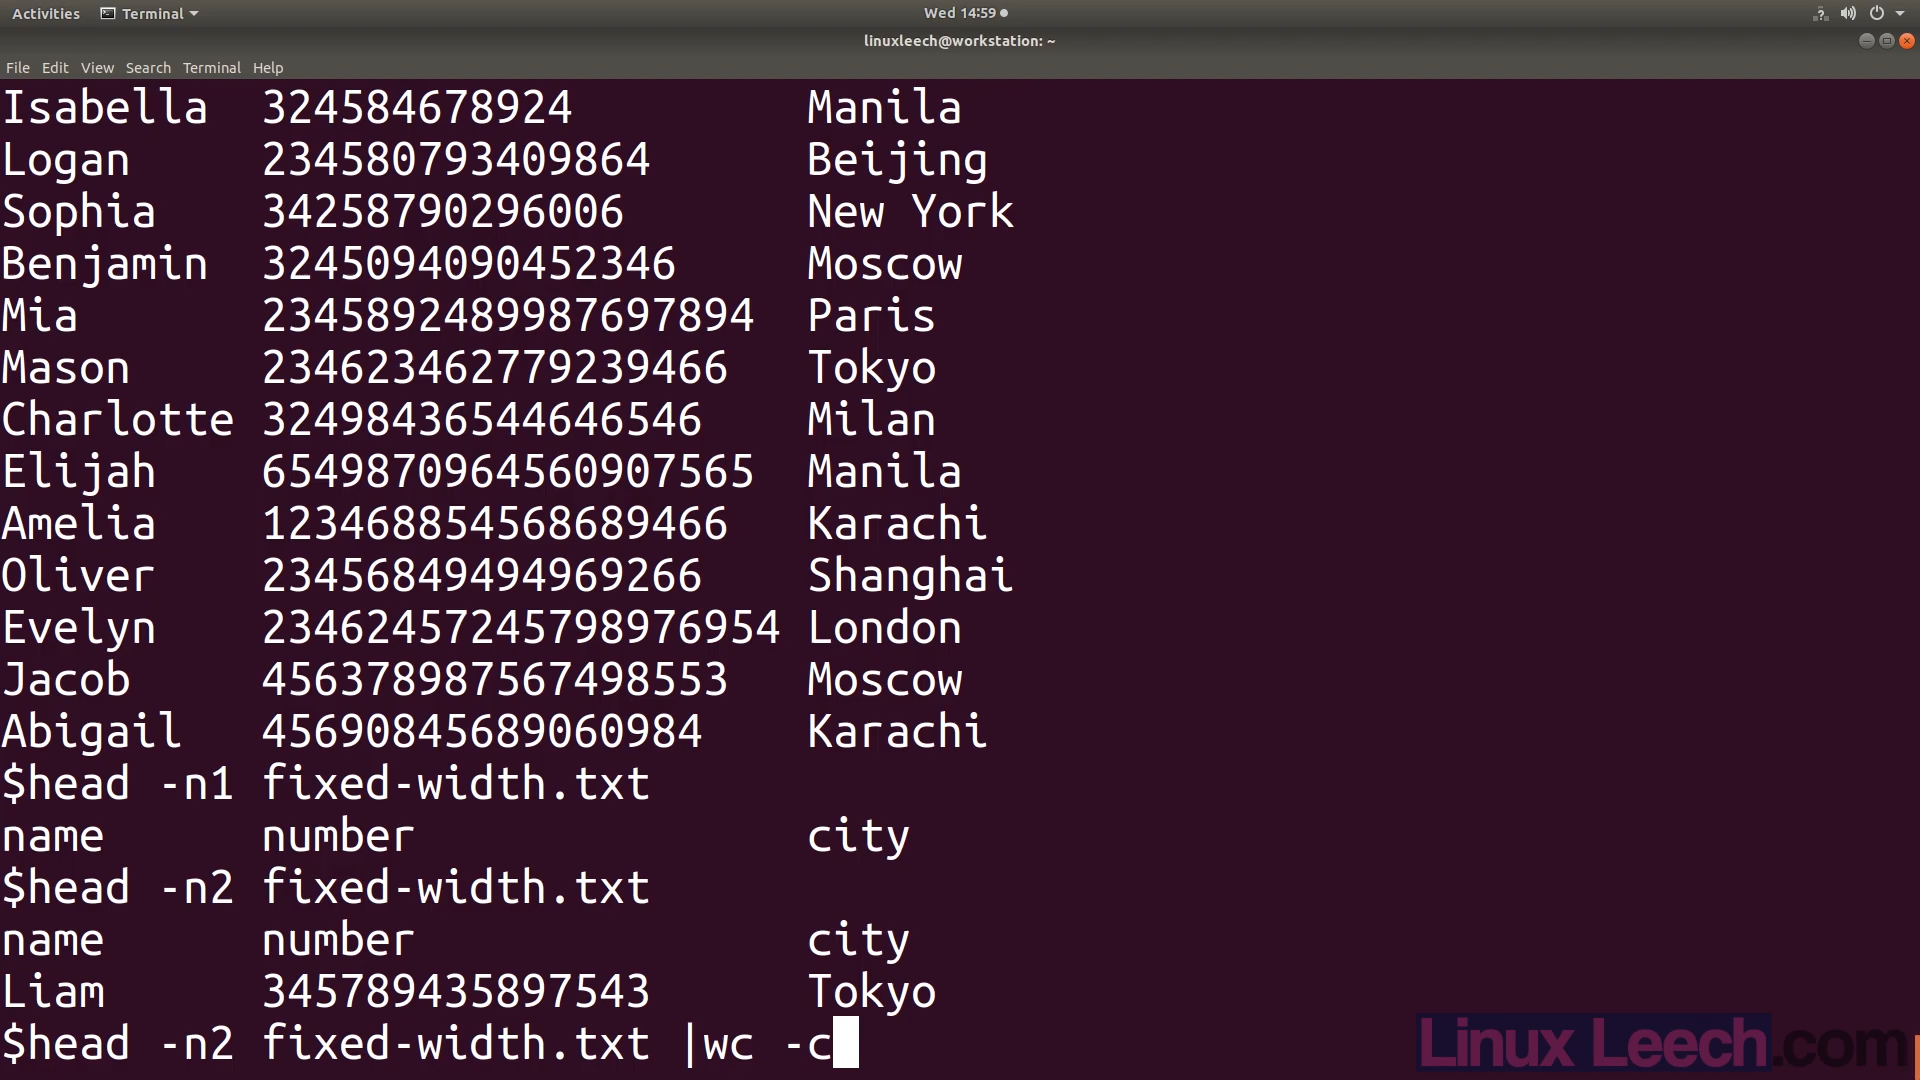 Activities Terminal Wed 14:59
linuxleech@workstation: ~
File Edit View Search Terminal Help
Isabella  324584678924         Manila
Logan     234580793409864      Beijing
Sophia    34258790296006       New York
Benjamin  3245094090452346     Moscow
Mia       2345892489987697894  Paris
Mason     234623462779239466   Tokyo
Charlotte 32498436544646546    Milan
Elijah    6549870964560907565  Manila
Amelia    123468854568689466   Karachi
Oliver    23456849494969266    Shanghai
Evelyn    23462457245798976954 London
Jacob     456378987567498553   Moscow
Abigail   45690845689060984    Karachi
$head -n1 fixed-width.txt
name      number               city
$head -n2 fixed-width.txt
name      number               city
Liam      345789435897543      Tokyo
$head -n2 fixed-width.txt |wc -c
Linux Leech.com